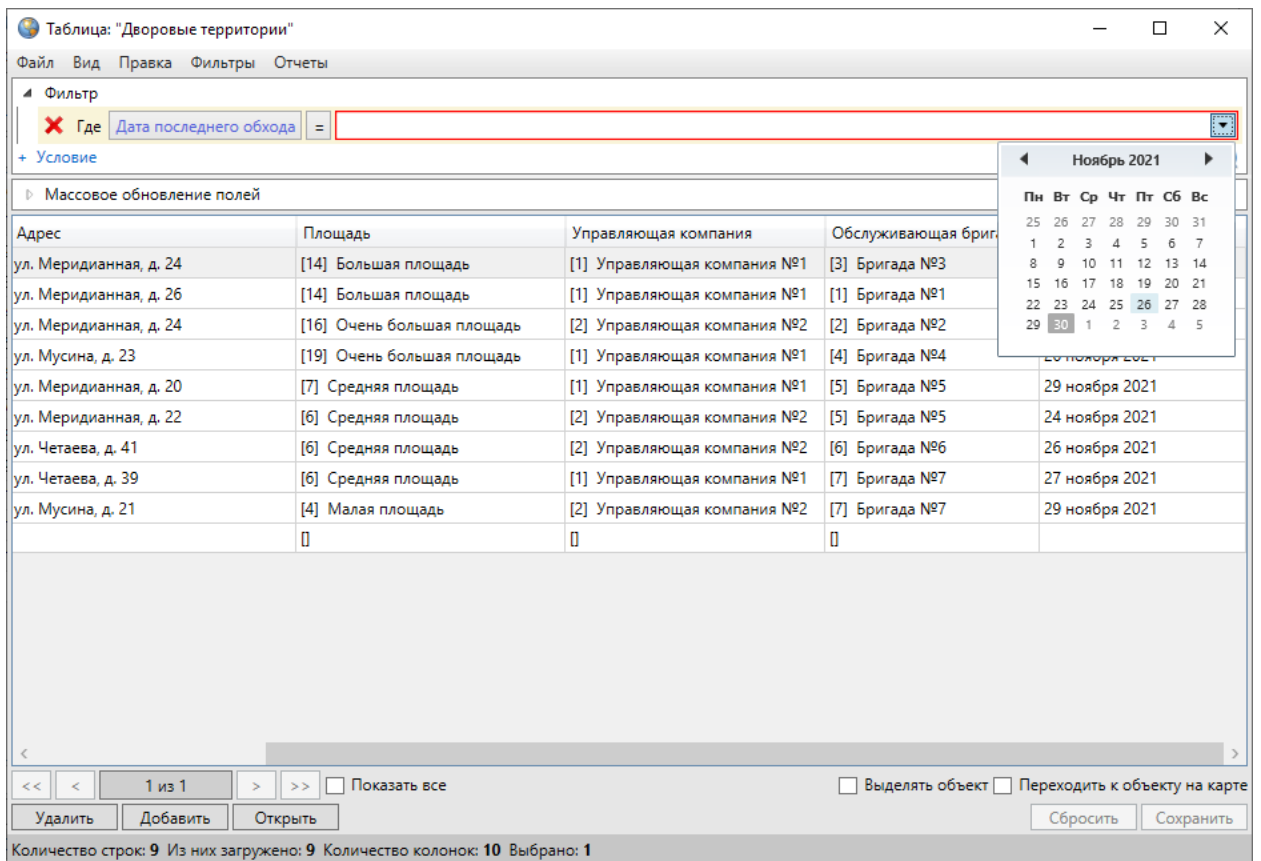 Таблица: "Дворовые территории"
Файл Вид Правка Фильтры Отчеты
Фильтр
Где Дата последнего обхода =
+ Условие
Ноябрь 2021
Массовое обновление полей
Пн Вт Ср Чт Пт Сб Вс
25 26 27 28 29 30 31
1 2 3 4 5 6 7
8 9 10 11 12 13 14
15 16 17 18 19 20 21
22 23 24 25 26 27 28
29 30 1 2 3 4 5
Адрес Площадь Управляющая компания Обслуживающая
ул. Меридианная, д. 24 [14] Большая площадь [1] Управляющая компания №1 [3] Бригада №3
ул. Меридианная, д. 26 [14] Большая площадь [1] Управляющая компания №1 [1] Бригада №1
ул. Меридианная, д. 24 [16] Очень большая площадь [2] Управляющая компания №2 [2] Бригада №2
ул. Мусина, д. 23 [19] Очень большая площадь [1] Управляющая компания №1 [4] Бригада №4
ул. Меридианная, д. 20 [7] Средняя площадь [1] Управляющая компания №1 [5] Бригада №5 29 ноября 2021
ул. Меридианная, д. 22 [6] Средняя площадь [2] Управляющая компания №2 [5] Бригада №5 24 ноября 2021
ул. Четаева, д. 41 [6] Средняя площадь [2] Управляющая компания №2 [6] Бригада №6 26 ноября 2021
ул. Четаева, д. 39 [6] Средняя площадь [1] Управляющая компания №1 [7] Бригада №7 27 ноября 2021
ул. Мусина, д. 21 [4] Малая площадь [2] Управляющая компания №2 [7] Бригада №7 29 ноября 2021
[] [] []
<< < 1 из 1 > >> Показать все Выделять объект Переходить к объекту на карте
Удалить Добавить Открыть Сбросить Сохранить
Количество строк: 9 Из них загружено: 9 Количество колонок: 10 Выбрано: 1